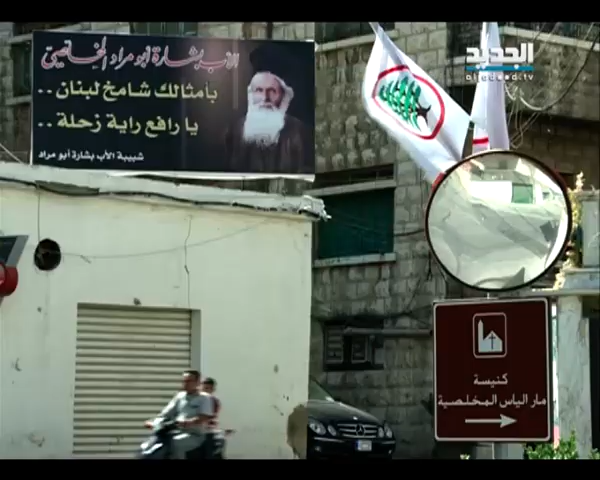 الأب بشارة أبو مراد المخلصي
بأمثالك شامخ لبنان ..
يا رافع راية زحلة ..
شبيبة الأب بشارة أبو مراد
الجديد
aljadeed.tv
كنيسة
مار الياس المخلصية